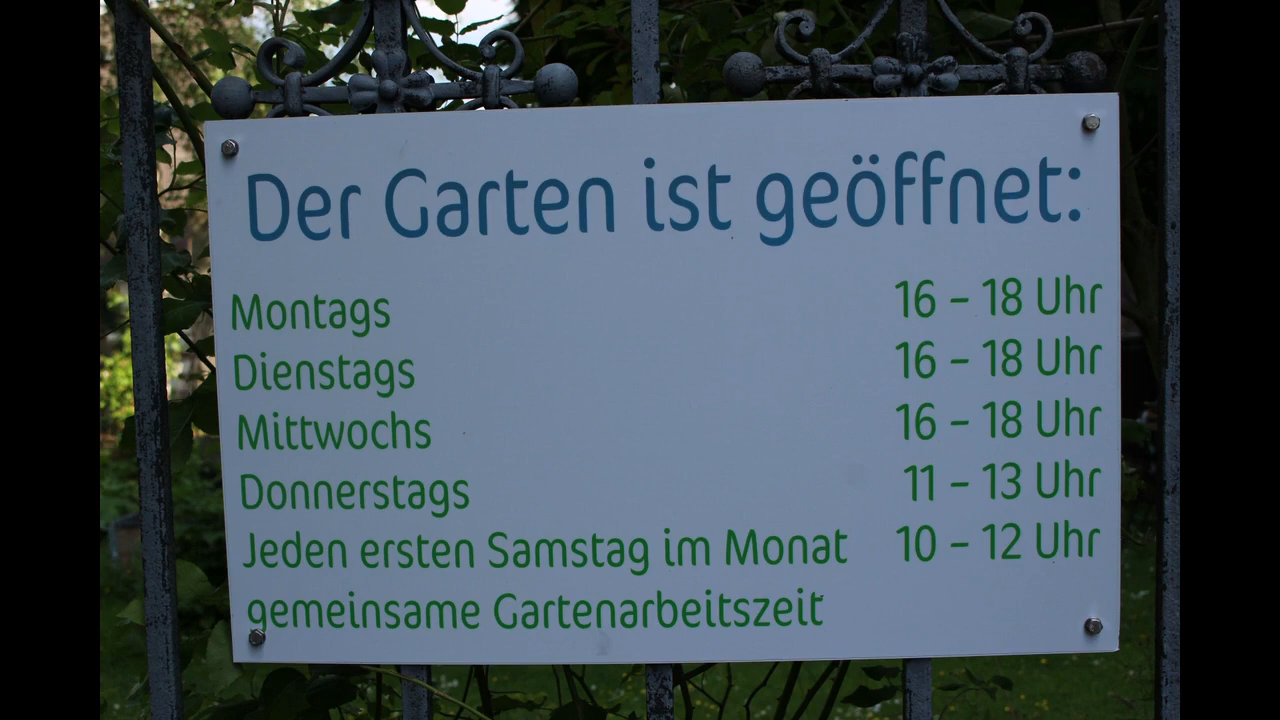 Der Garten ist geöffnet:
Montags 16 – 18 Uhr
Dienstags 16 – 18 Uhr
Mittwochs 16 – 18 Uhr
Donnerstags 11 – 13 Uhr
Jeden ersten Samstag im Monat 10 – 12 Uhr
gemeinsame Gartenarbeitszeit